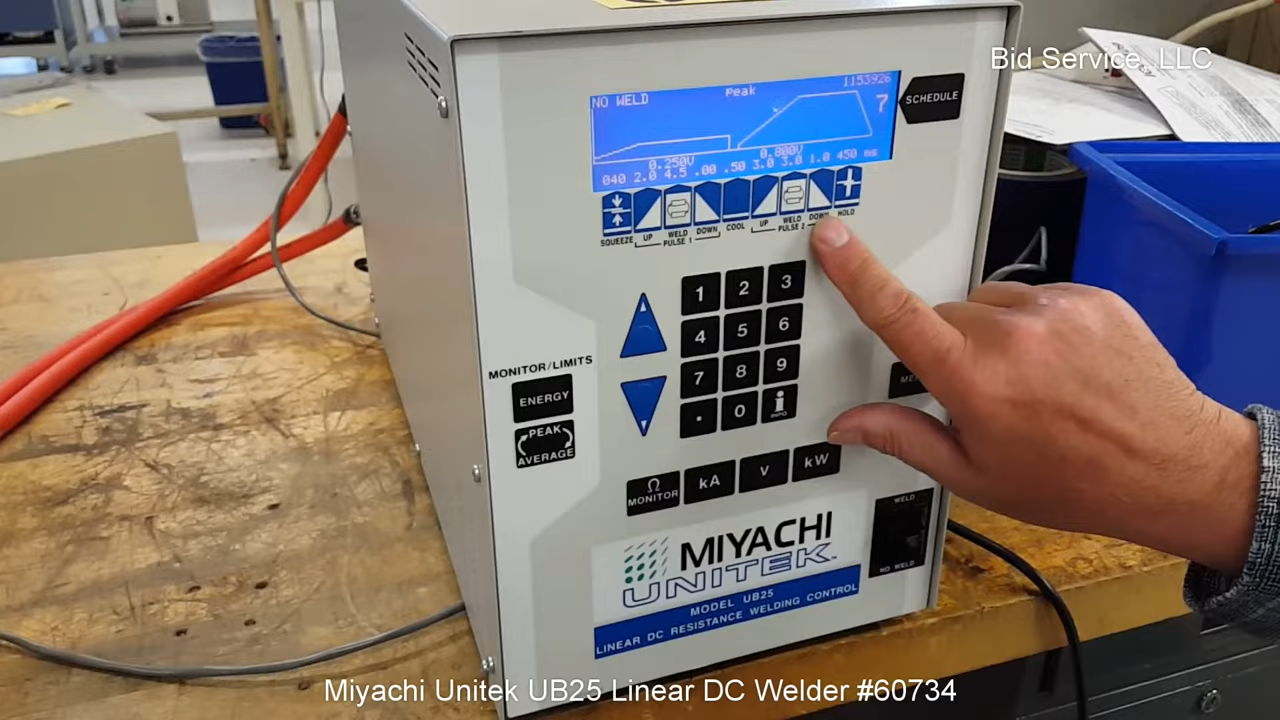 Bid Service, LLC
NO WELD Peak 1153926
7
SCHEDULE
0.250V 0.800V
040 2.0 4.5 .00 .50 3.0 3.0 1.0 450 ms
SQUEEZE UP WELD DOWN COOL UP WELD DOWN HOLD
PULSE 1 PULSE 2
1 2 3
4 5 6
7 8 9
. 0 i
INFO
MONITOR/LIMITS
ENERGY
PEAK
AVERAGE
Ω
MONITOR
kA V kW
WELD
NO WELD
MIYACHI
UNITEK™
MODEL UB25
LINEAR DC RESISTANCE WELDING CONTROL
Miyachi Unitek UB25 Linear DC Welder #60734